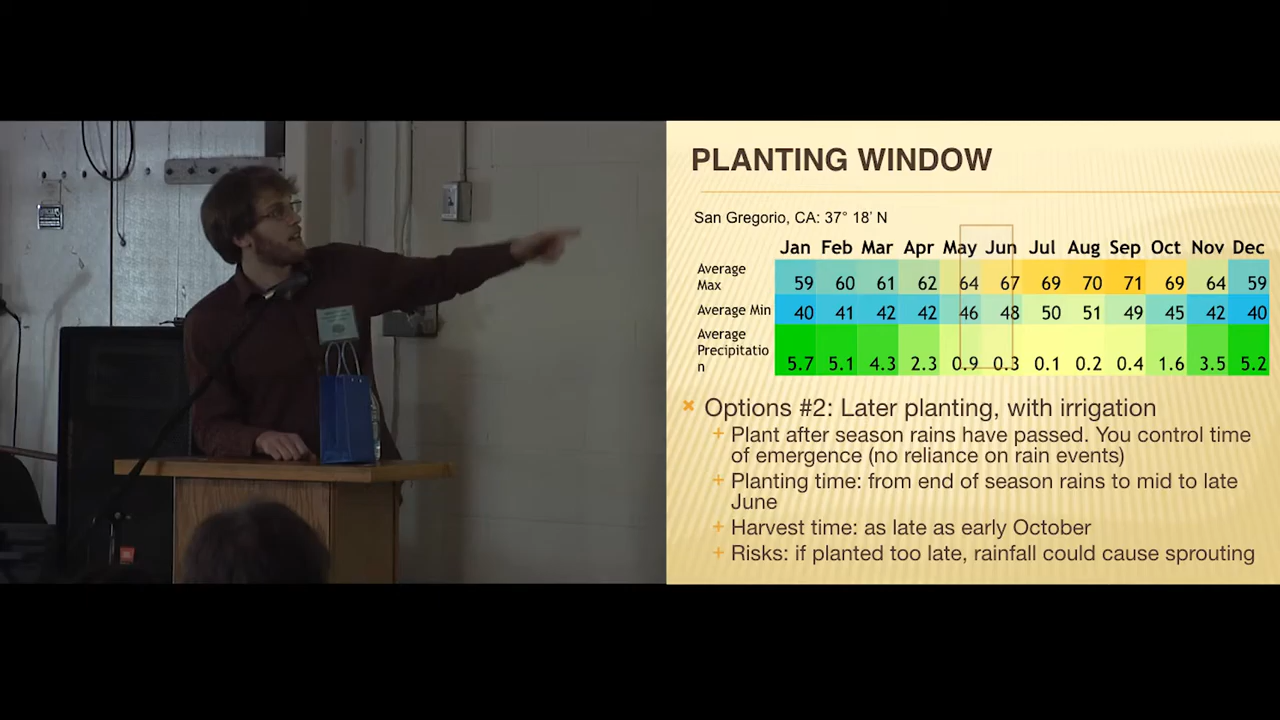 PLANTING WINDOW
San Gregorio, CA: 37° 18' N
Jan Feb Mar Apr May Jun Jul Aug Sep Oct Nov Dec
Average
Max 59 60 61 62 64 67 69 70 71 69 64 59
Average Min 40 41 42 42 46 48 50 51 49 45 42 40
Average
Precipitatio
n 5.7 5.1 4.3 2.3 0.9 0.3 0.1 0.2 0.4 1.6 3.5 5.2
Options #2: Later planting, with irrigation
Plant after season rains have passed. You control time
of emergence (no reliance on rain events)
Planting time: from end of season rains to mid to late
June
Harvest time: as late as early October
Risks: if planted too late, rainfall could cause sprouting